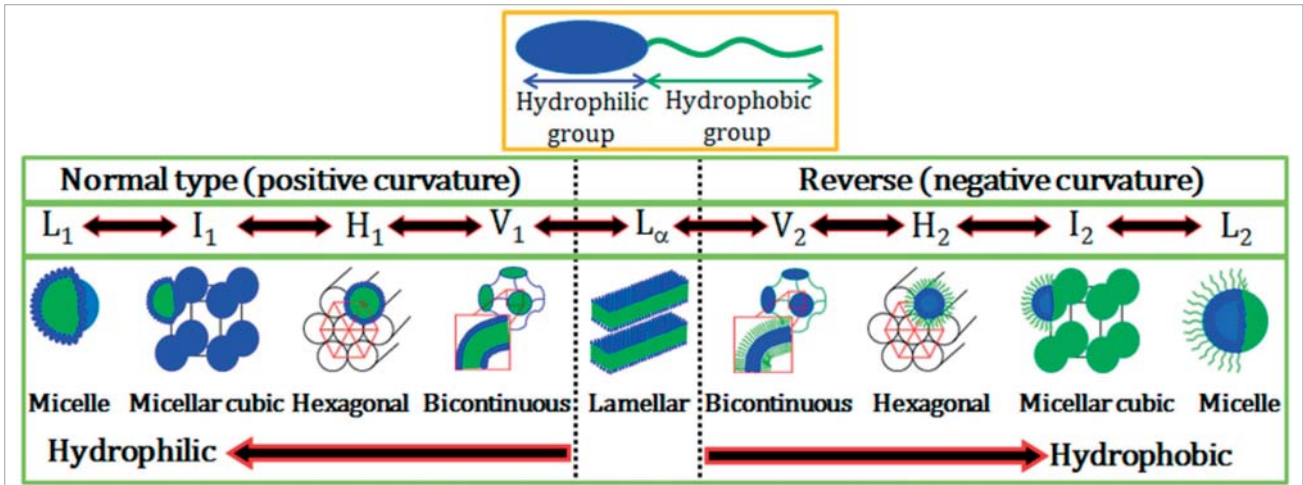 Hydrophilic group
Hydrophobic group
Normal type (positive curvature)
Reverse (negative curvature)
L₁ I₁ H₁ V₁ Lα V₂ H₂ I₂ L₂
Micelle Micellar cubic Hexagonal Bicontinuous Lamellar Bicontinuous Hexagonal Micellar cubic Micelle
Hydrophilic
Hydrophobic